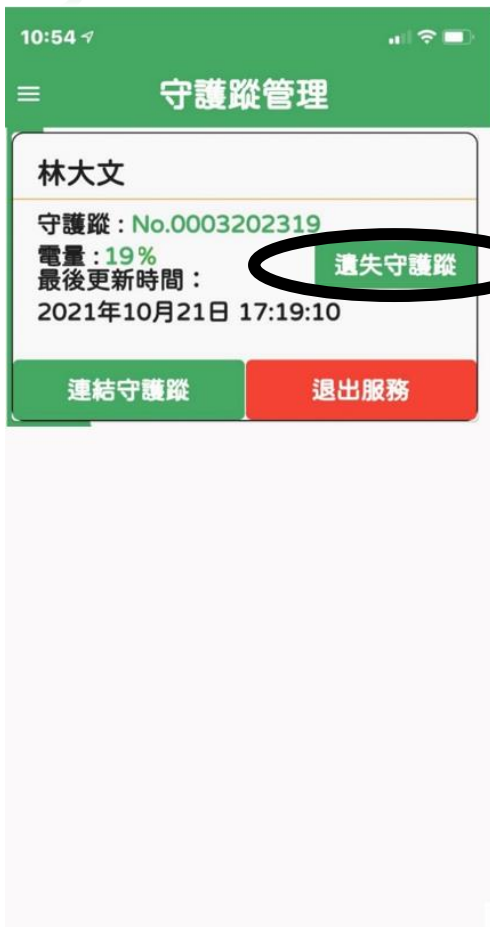 10:54
守護蹤管理
林大文
守護蹤：No.0003202319
電量：19%
遺失守護蹤
最後更新時間：
2021年10月21日 17:19:10
連結守護蹤
退出服務